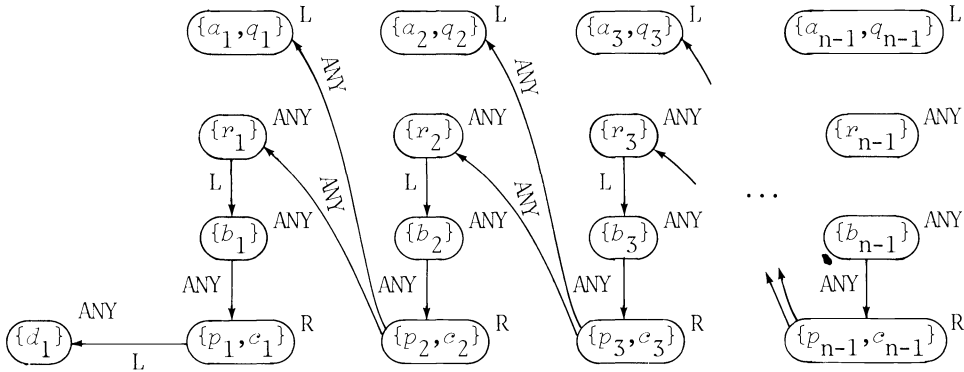 {a1,q1} L {a2,q2} L {a3,q3} L {an-1,qn-1} L
ANY ANY
{r1} ANY {r2} ANY {r3} ANY {rn-1} ANY
L ANY L ANY L
...
{b1} ANY {b2} ANY {b3} ANY {bn-1} ANY
ANY ANY ANY ANY
{d1} ANY L {p1,c1} R {p2,c2} R {p3,c3} R {pn-1,cn-1} R